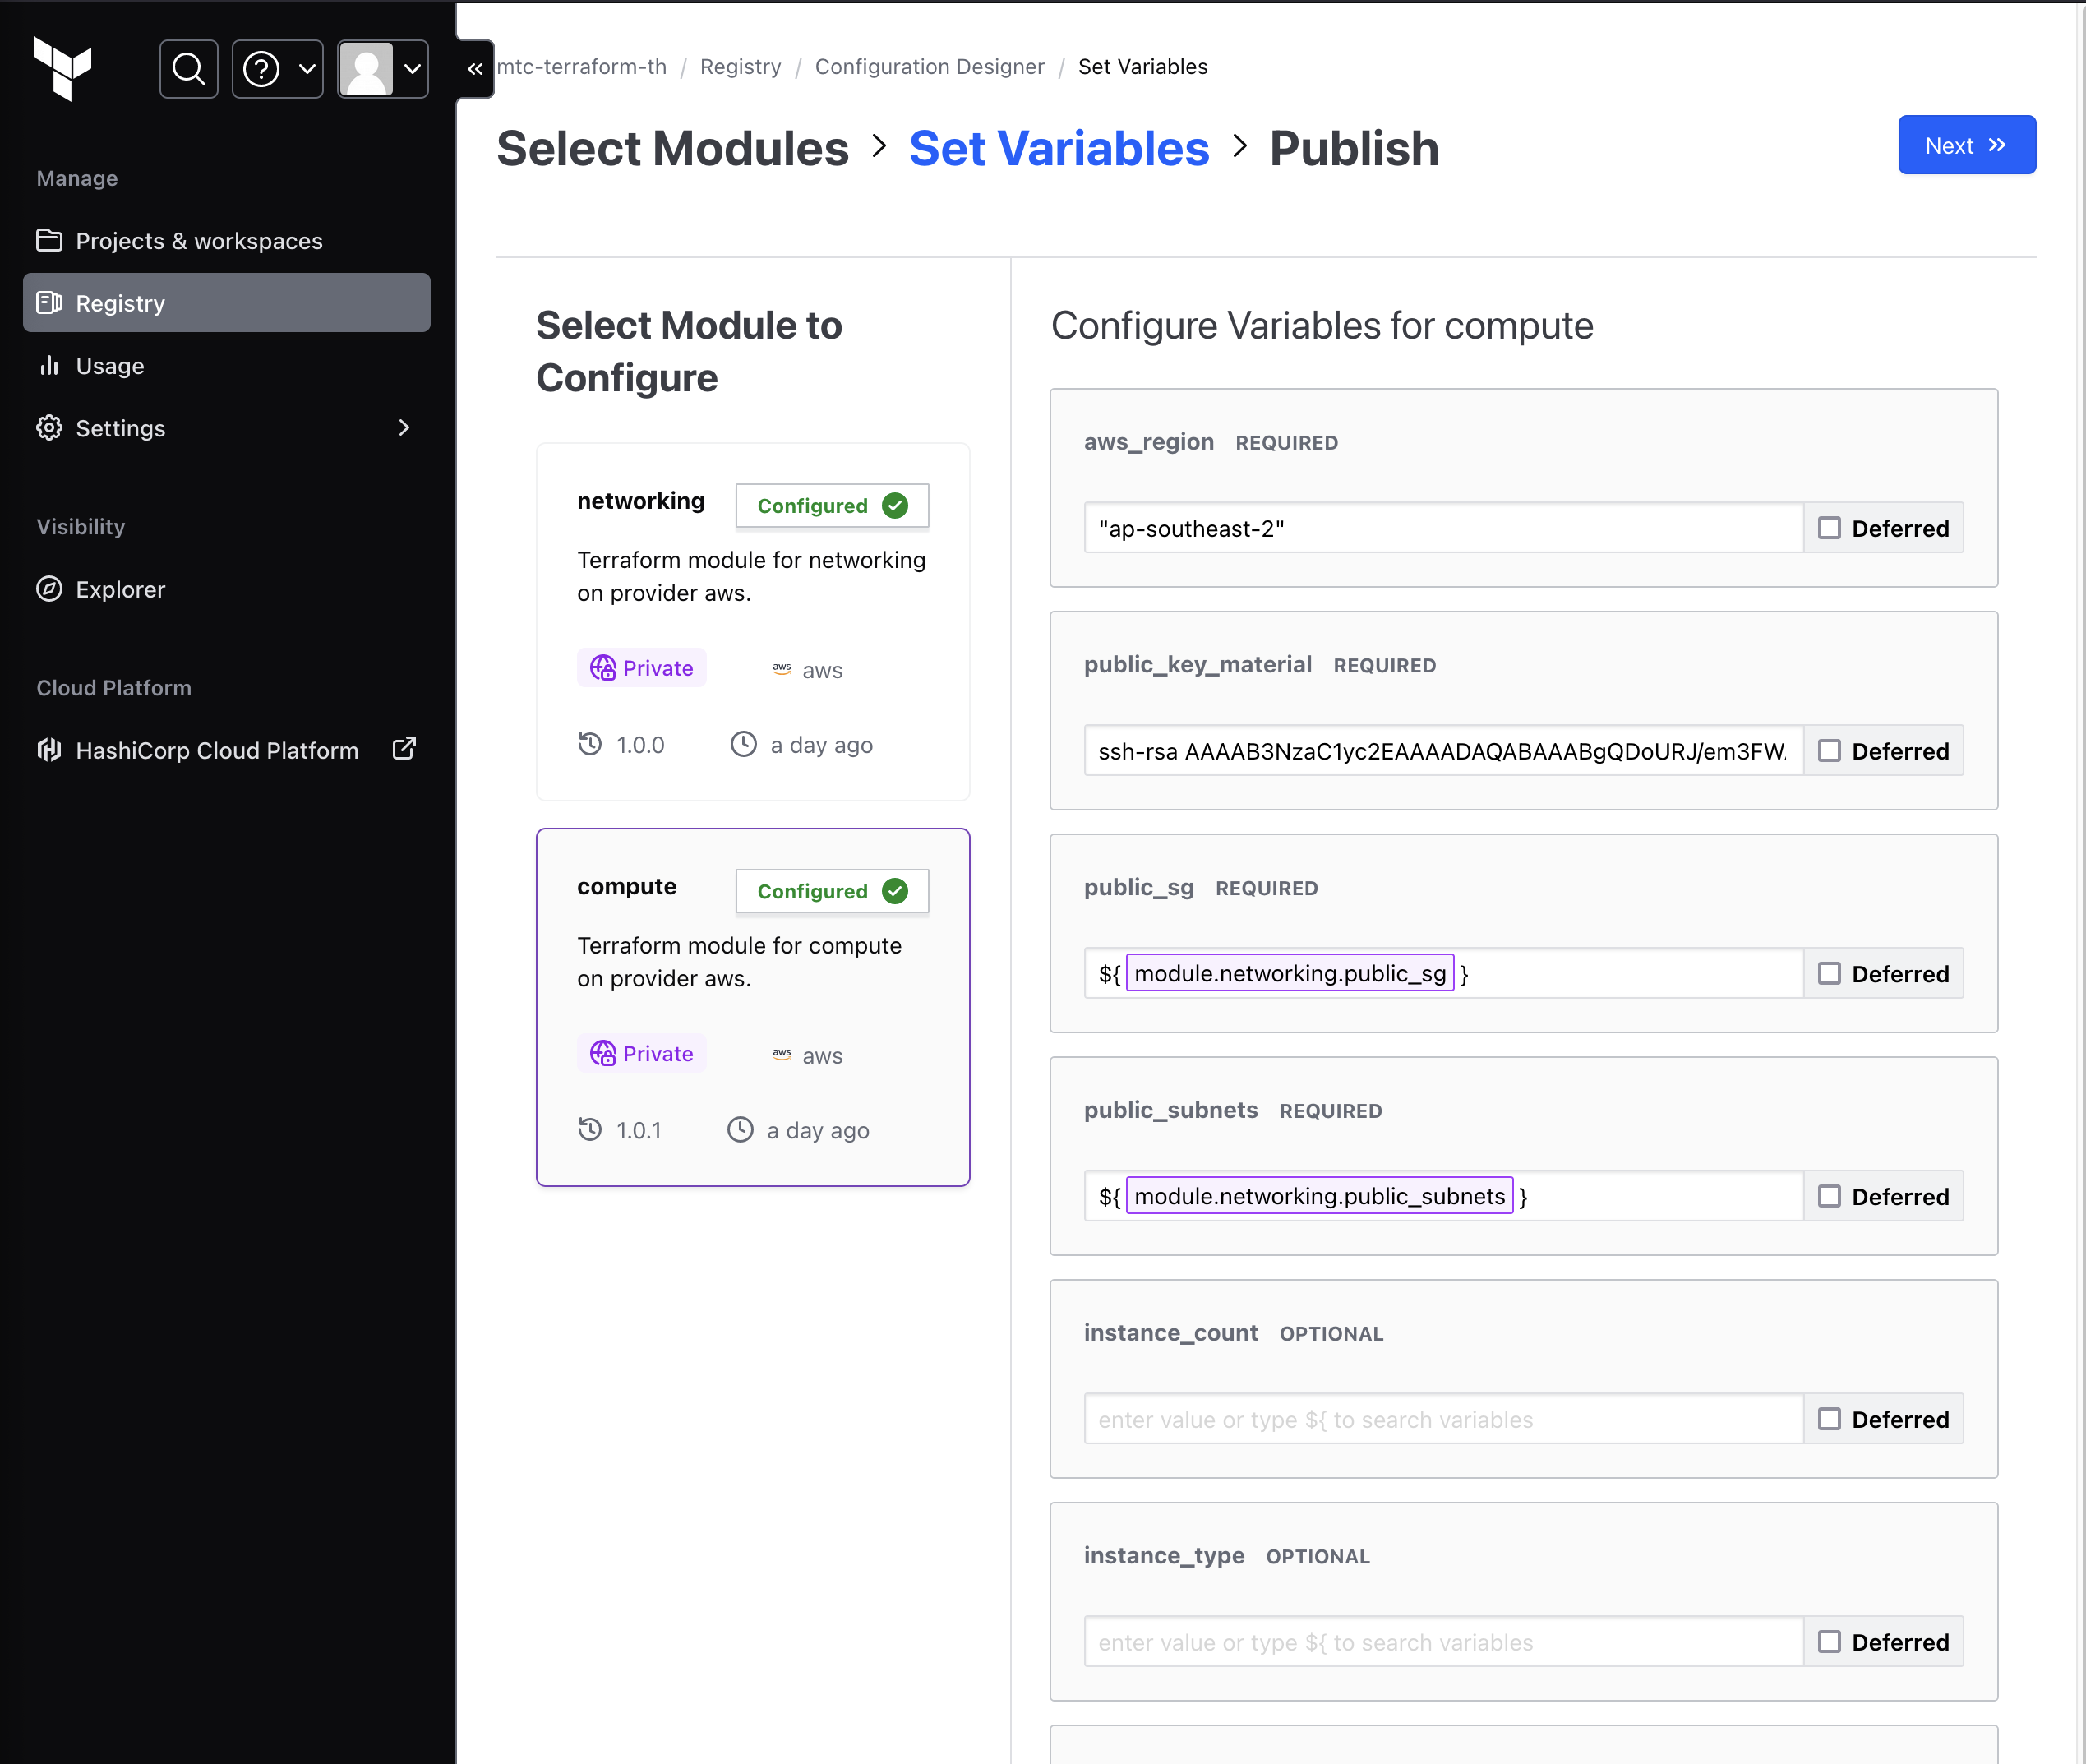 Manage
Projects & workspaces
Registry
Usage
Settings
Visibility
Explorer
Cloud Platform
HashiCorp Cloud Platform
mtc-terraform-th / Registry / Configuration Designer / Set Variables
Select Modules > Set Variables > Publish
Next
Select Module to
Configure
networking Configured
Terraform module for networking
on provider aws.
Private aws aws
1.0.0 a day ago
compute Configured
Terraform module for compute
on provider aws.
Private aws aws
1.0.1 a day ago
Configure Variables for compute
aws_region REQUIRED
"ap-southeast-2" Deferred
public_key_material REQUIRED
ssh-rsa AAAAB3NzaC1yc2EAAAADAQABAAABgQDoURJ/em3FW. Deferred
public_sg REQUIRED
${ module.networking.public_sg } Deferred
public_subnets REQUIRED
${ module.networking.public_subnets } Deferred
instance_count OPTIONAL
enter value or type ${ to search variables Deferred
instance_type OPTIONAL
enter value or type ${ to search variables Deferred